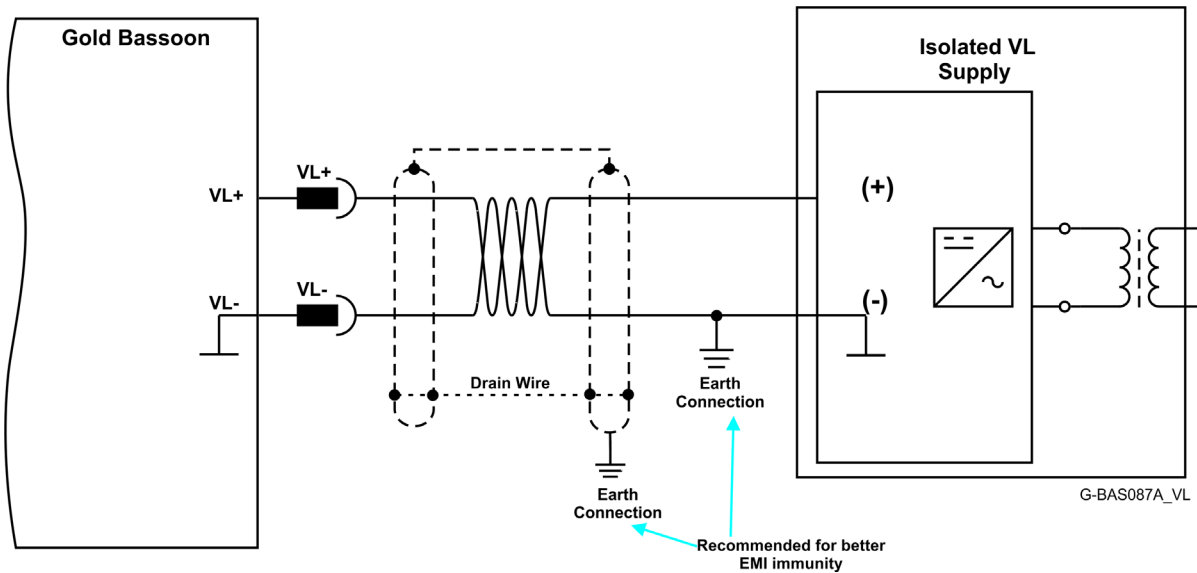 Gold Bassoon
Isolated VL
Supply
VL+
VL+
(+)
VL-
VL-
(-)
Drain Wire
Earth
Connection
Earth
Connection
G-BAS087A_VL
Recommended for better
EMI immunity